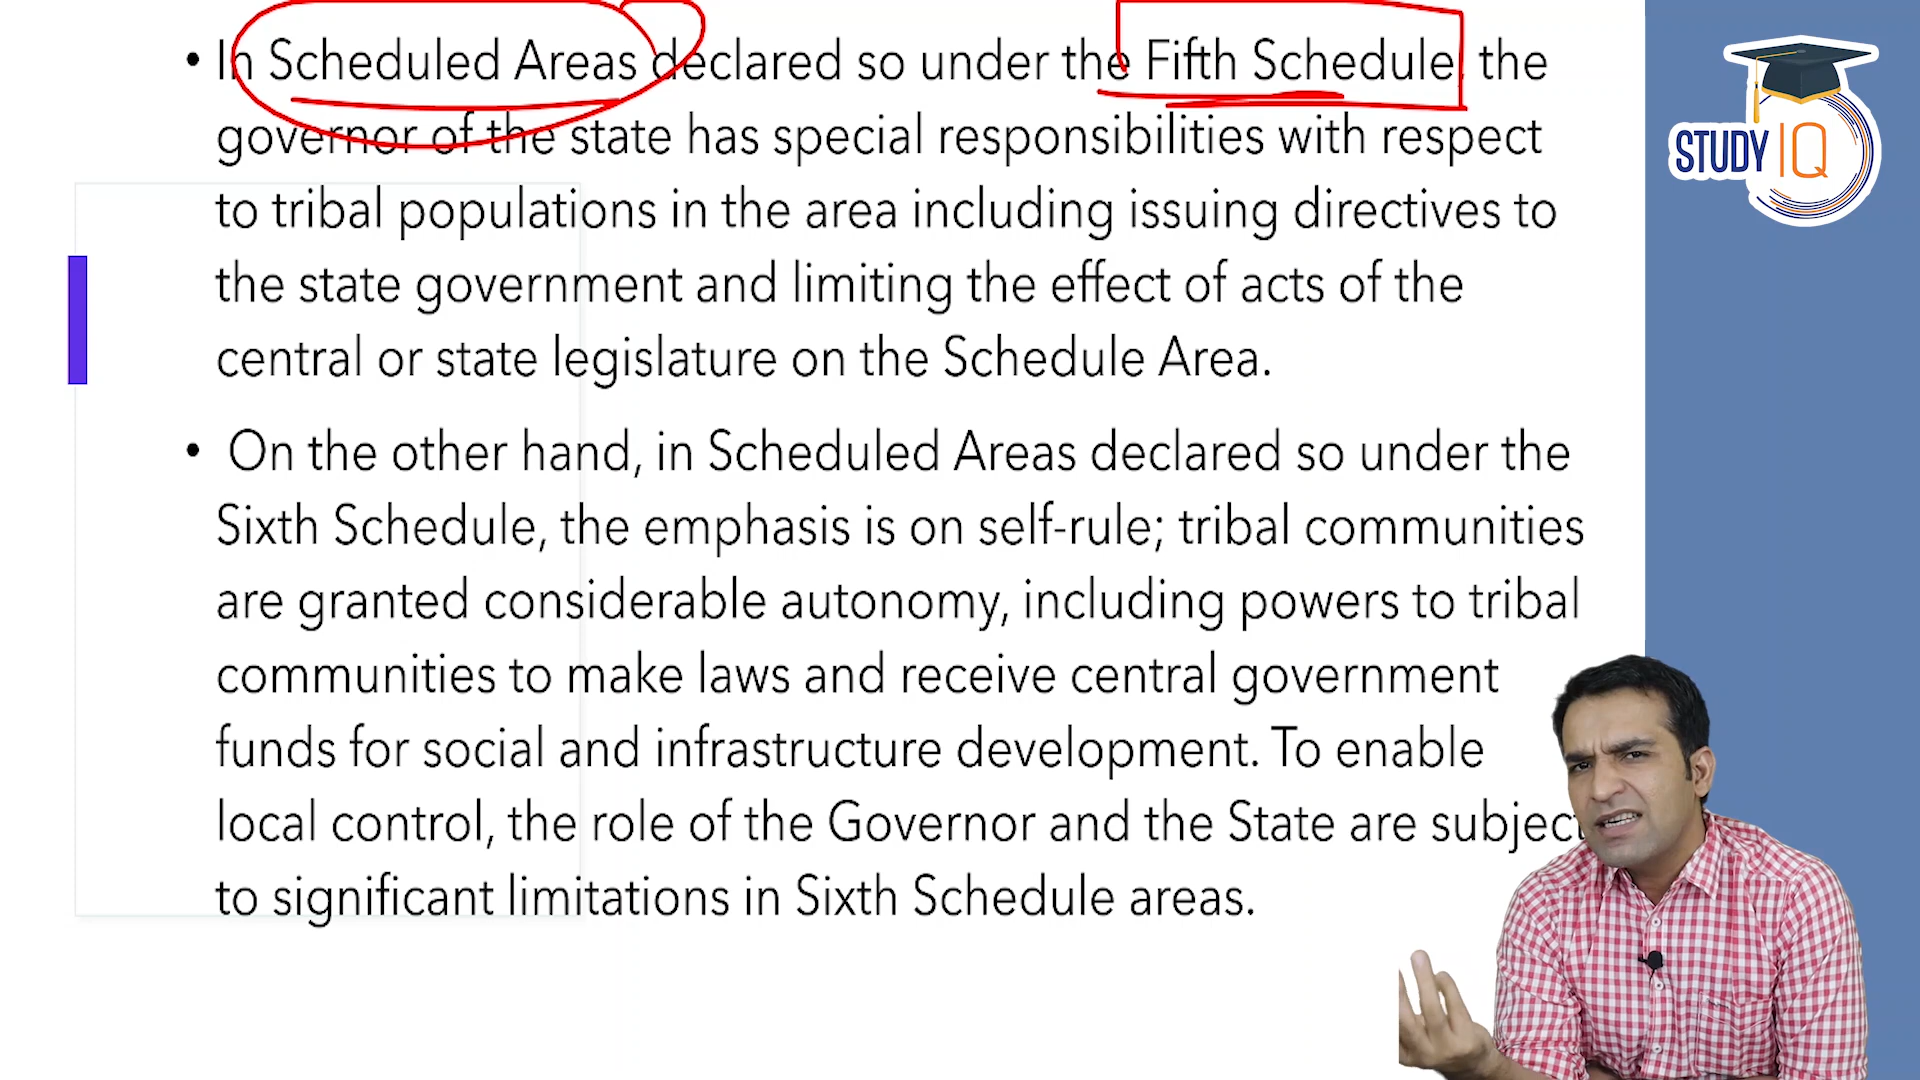 • In Scheduled Areas declared so under the Fifth Schedule, the
governor of the state has special responsibilities with respect
to tribal populations in the area including issuing directives to
the state government and limiting the effect of acts of the
central or state legislature on the Schedule Area.
• On the other hand, in Scheduled Areas declared so under the
Sixth Schedule, the emphasis is on self-rule; tribal communities
are granted considerable autonomy, including powers to tribal
communities to make laws and receive central government
funds for social and infrastructure development. To enable
local control, the role of the Governor and the State are subject
to significant limitations in Sixth Schedule areas.
STUDY IQ